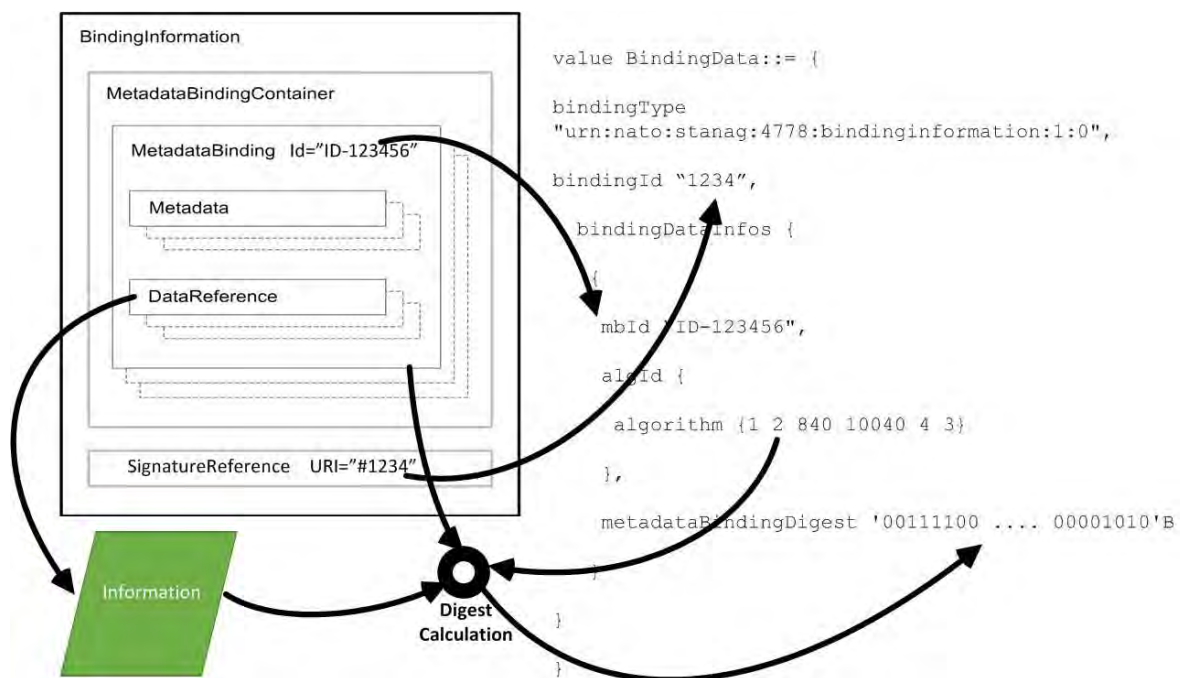 BindingInformation
MetadataBindingContainer
MetadataBinding Id=”ID-123456”
Metadata
DataReference
SignatureReference URI=”#1234”
Information
Digest
Calculation
value BindingData::= {
bindingType
"urn:nato:stanag:4778:bindinginformation:1:0",
bindingId “1234”,
bindingDataInfos {
{
mbId “ID-123456",
algId {
algorithm {1 2 840 10040 4 3}
},
metadataBindingDigest '00111100 .... 00001010'B
}
}
}